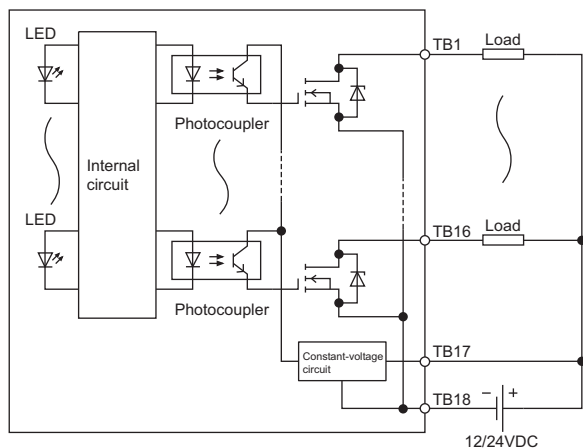 LED
TB1
Load
Photocoupler
Internal
circuit
LED
TB16
Load
Photocoupler
Constant-voltage
circuit
TB17
TB18
− +
12/24VDC